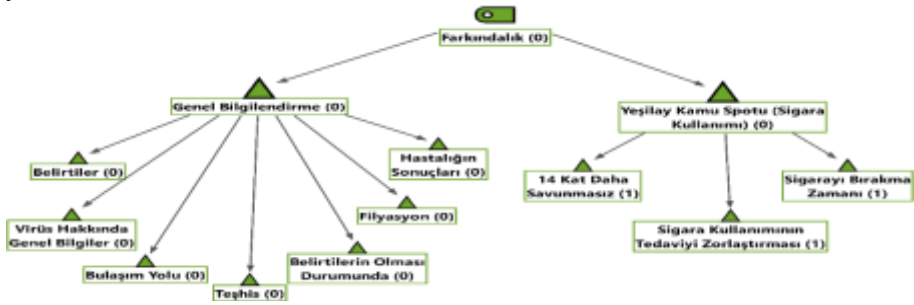 Farkındalık (0)
Genel Bilgilendirme (0)
Yeşilay Kamu Spotu (Sigara
Kullanımı) (0)
Belirtiler (0)
Virüs Hakkında
Genel Bilgiler (0)
Bulaşım Yolu (0)
Teşhis (0)
Belirtilerin Olması
Durumunda (0)
Filyasyon (0)
Hastalığın
Sonuçları (0)
14 Kat Daha
Savunmasız (1)
Sigara Kullanımının
Tedaviyi Zorlaştırması (1)
Sigarayı Bırakma
Zamanı (1)